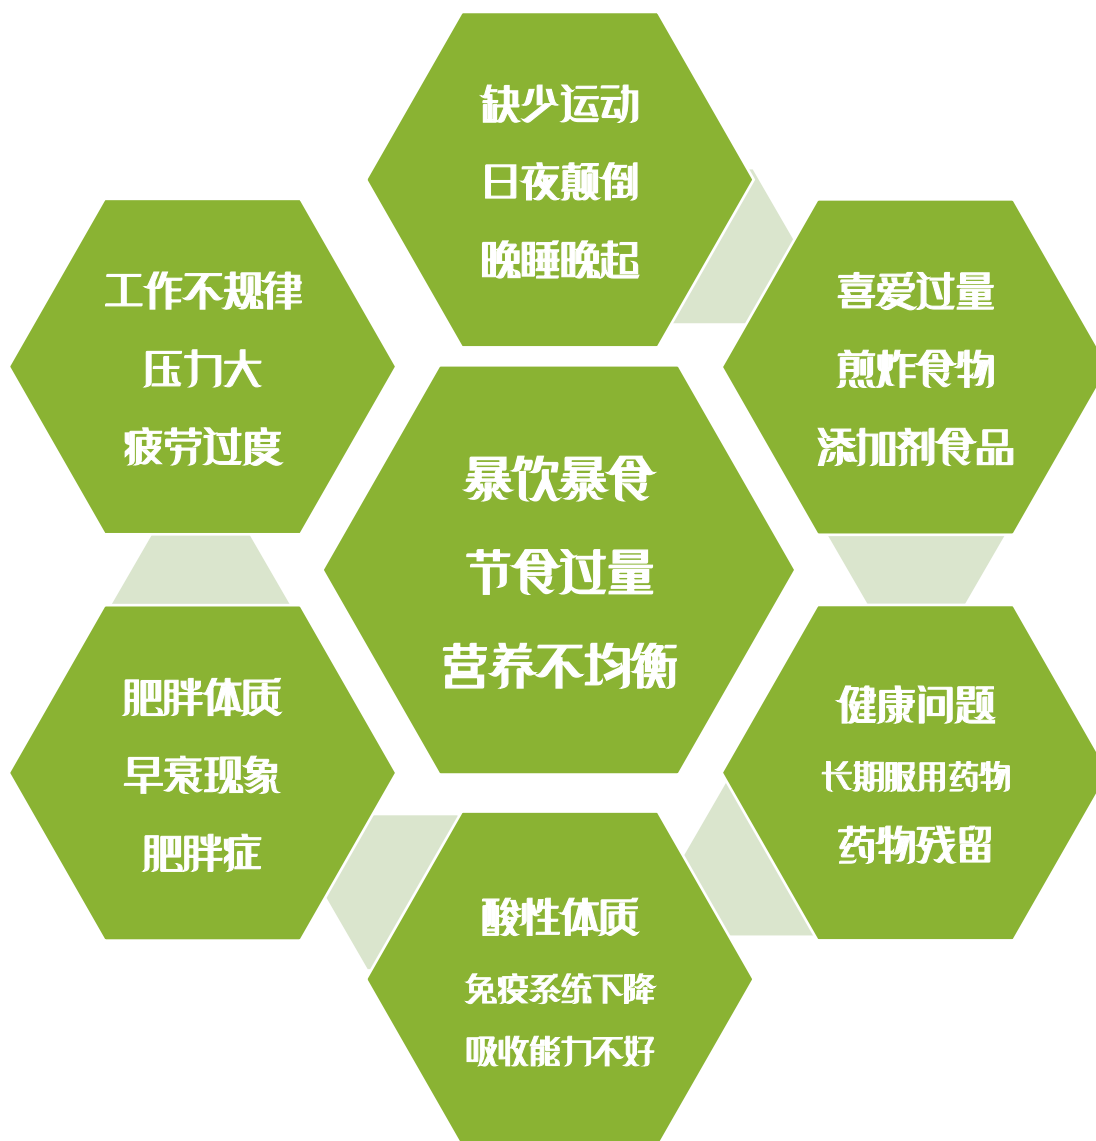 缺少运动
日夜颠倒
晚睡晚起
工作不规律
压力大
疲劳过度
喜爱过量
煎炸食物
添加剂食品
暴饮暴食
节食过量
营养不均衡
肥胖体质
早衰现象
肥胖症
健康问题
长期服用药物
药物残留
酸性体质
免疫系统下降
吸收能力不好